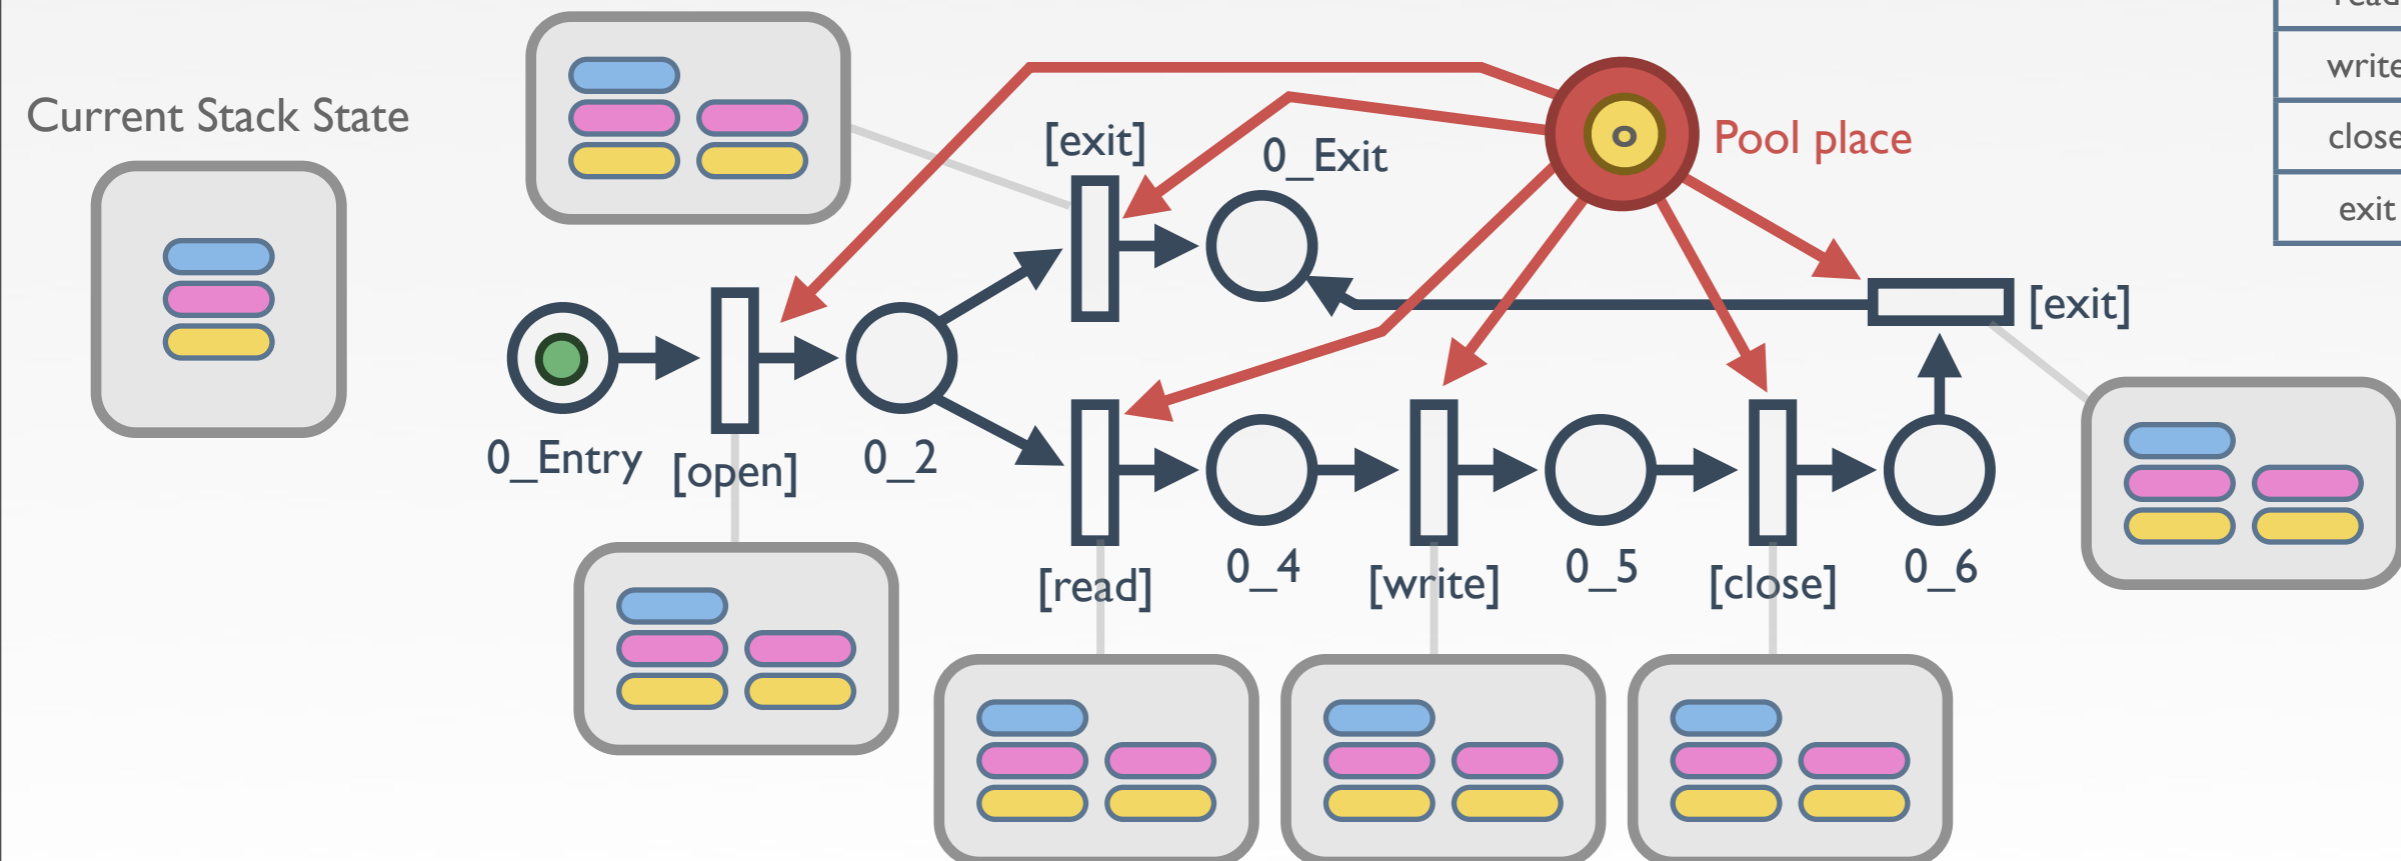 Current Stack State
[exit]
0_Exit
Pool place
[exit]
0_Entry
[open]
0_2
[read]
0_4
[write]
0_5
[close]
0_6
write
close
exit